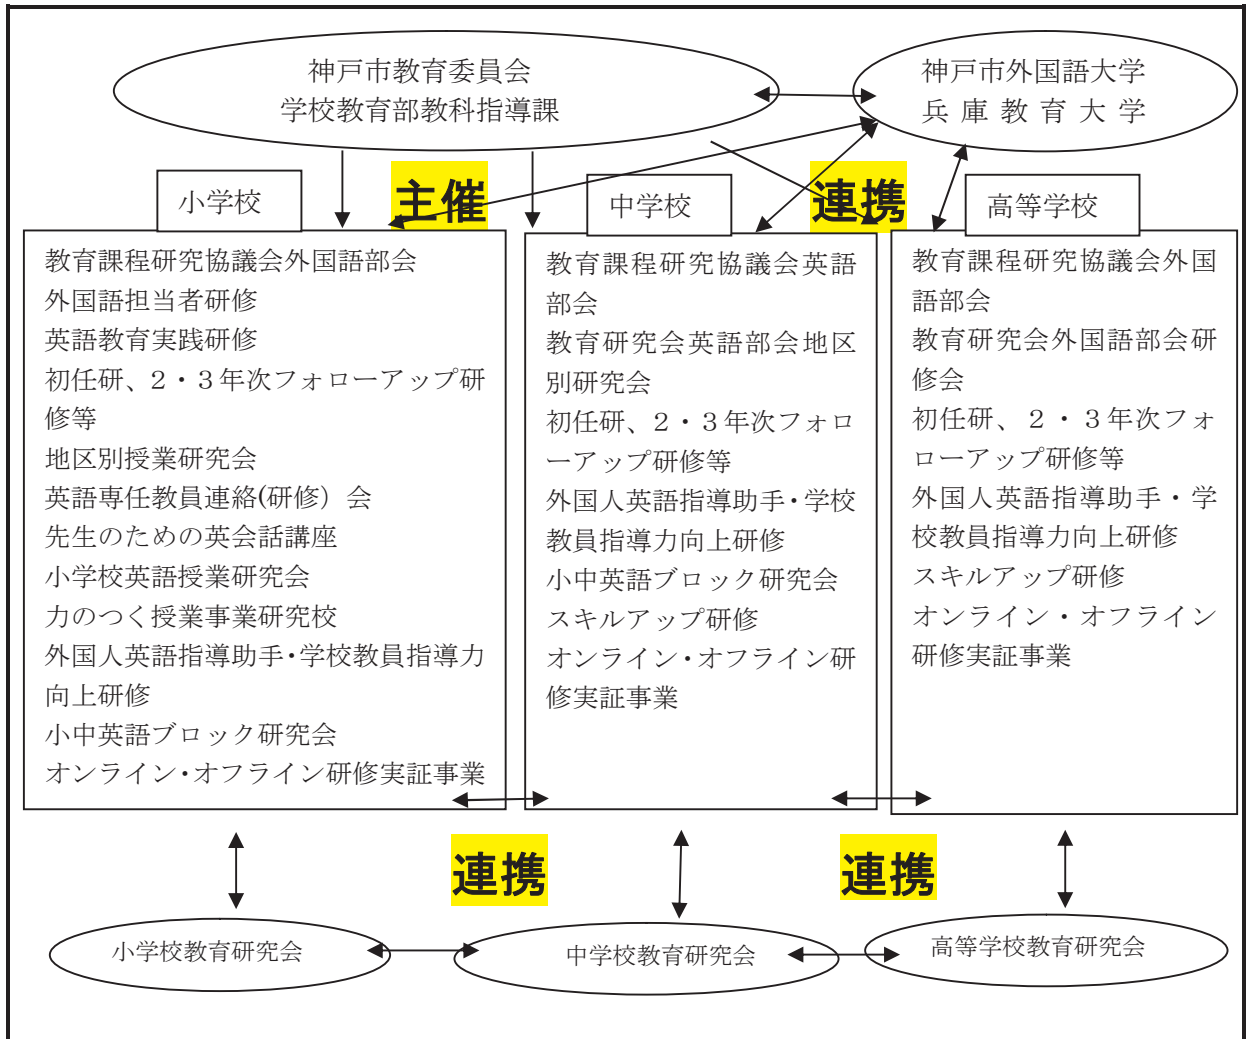 神戸市教育委員会
学校教育部教科指導課
神戸市外国語大学
兵庫教育大学
主催
連携
小学校
教育課程研究協議会外国語部会
外国語担当者研修
英語教育実践研修
初任研、２・３年次フォローアップ研
修等
地区別授業研究会
英語専任教員連絡(研修）会
先生のための英会話講座
小学校英語授業研究会
力のつく授業事業研究校
外国人英語指導助手・学校教員指導力
向上研修
小中英語ブロック研究会
オンライン・オフライン研修実証事業
中学校
教育課程研究協議会英語
部会
教育研究会英語部会地区
別研究会
初任研、２・３年次フォロ
ーアップ研修等
外国人英語指導助手・学校
教員指導力向上研修
小中英語ブロック研究会
スキルアップ研修
オンライン・オフライン研
修実証事業
高等学校
教育課程研究協議会外国
語部会
教育研究会外国語部会研
修会
初任研、２・３年次フォ
ローアップ研修等
外国人英語指導助手・学
校教員指導力向上研修
スキルアップ研修
オンライン・オフライン
研修実証事業
連携
連携
小学校教育研究会
中学校教育研究会
高等学校教育研究会